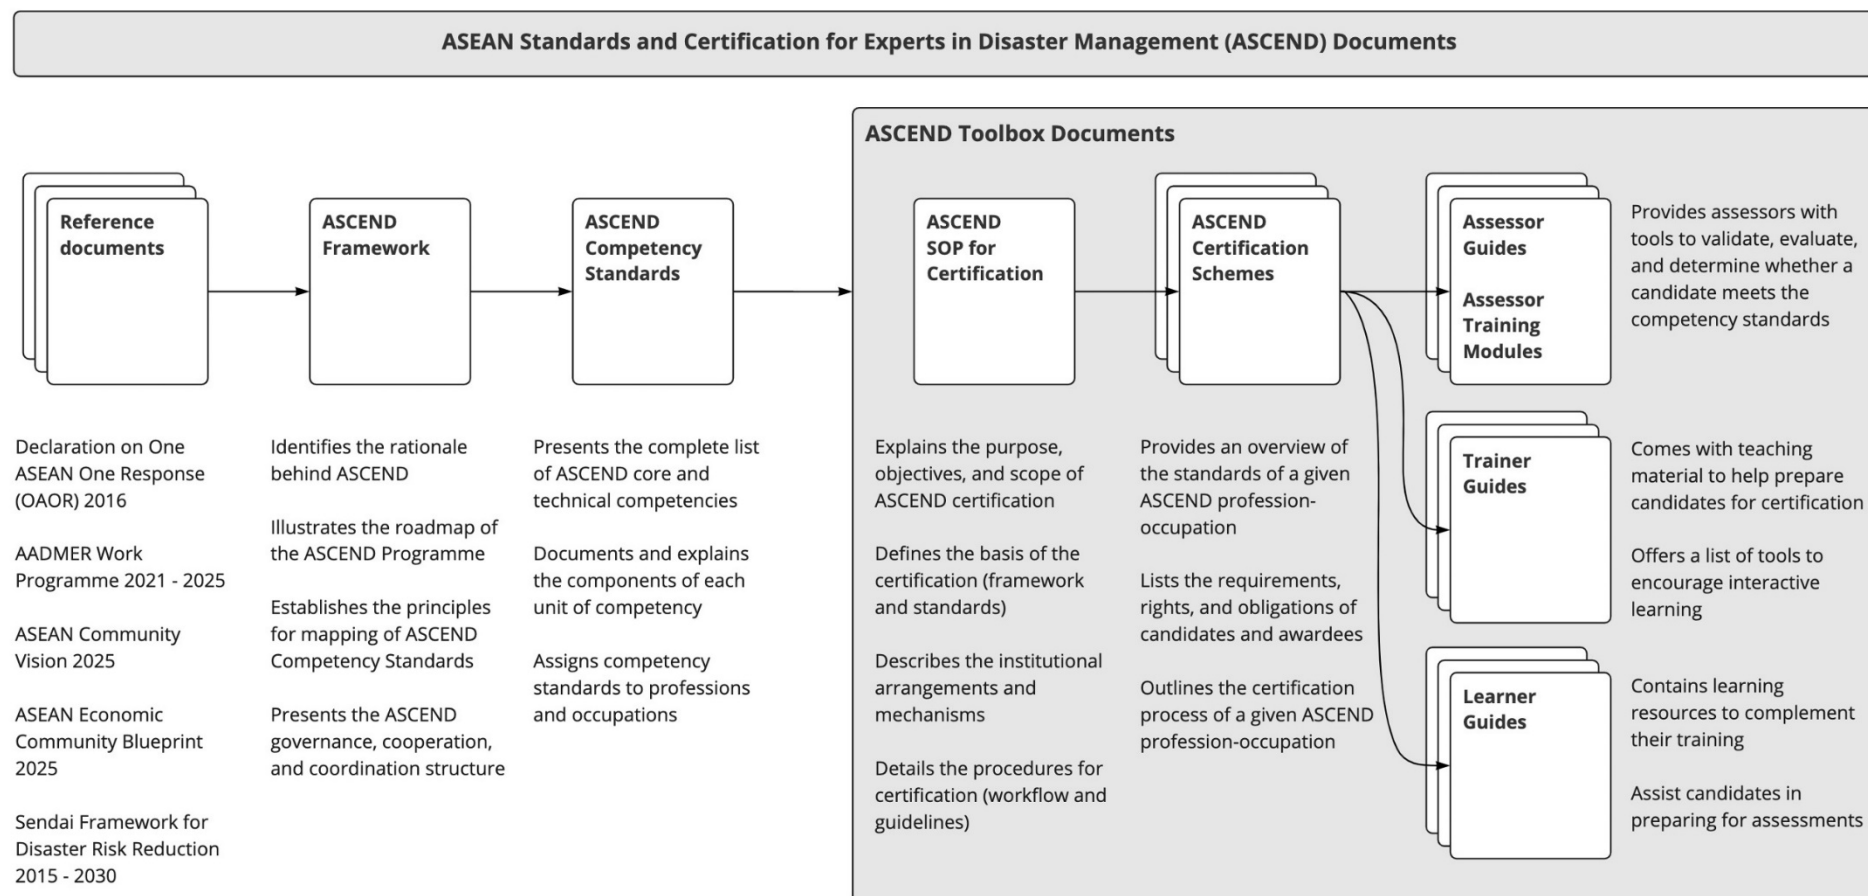 ASEAN Standards and Certification for Experts in Disaster Management (ASCEND) Documents
ASCEND Toolbox Documents
Reference
documents
ASCEND
Framework
ASCEND
Competency
Standards
ASCEND
SOP for
Certification
ASCEND
Certification
Schemes
Assessor
Guides
Assessor
Training
Modules
Provides assessors with
tools to validate, evaluate,
and determine whether a
candidate meets the
competency standards
Trainer
Guides
Comes with teaching
material to help prepare
candidates for certification
Offers a list of tools to
encourage interactive
learning
Learner
Guides
Contains learning
resources to complement
their training
Assist candidates in
preparing for assessments
Declaration on One
ASEAN One Response
(OAOR) 2016
AADMER Work
Programme 2021 - 2025
ASEAN Community
Vision 2025
ASEAN Economic
Community Blueprint
2025
Sendai Framework for
Disaster Risk Reduction
2015 - 2030
Identifies the rationale
behind ASCEND
Illustrates the roadmap of
the ASCEND Programme
Establishes the principles
for mapping of ASCEND
Competency Standards
Presents the ASCEND
governance, cooperation,
and coordination structure
Presents the complete list
of ASCEND core and
technical competencies
Documents and explains
the components of each
unit of competency
Assigns competency
standards to professions
and occupations
Explains the purpose,
objectives, and scope of
ASCEND certification
Defines the basis of the
certification (framework
and standards)
Describes the institutional
arrangements and
mechanisms
Details the procedures for
certification (workflow and
guidelines)
Provides an overview of
the standards of a given
ASCEND profession-
occupation
Lists the requirements,
rights, and obligations of
candidates and awardees
Outlines the certification
process of a given ASCEND
profession-occupation